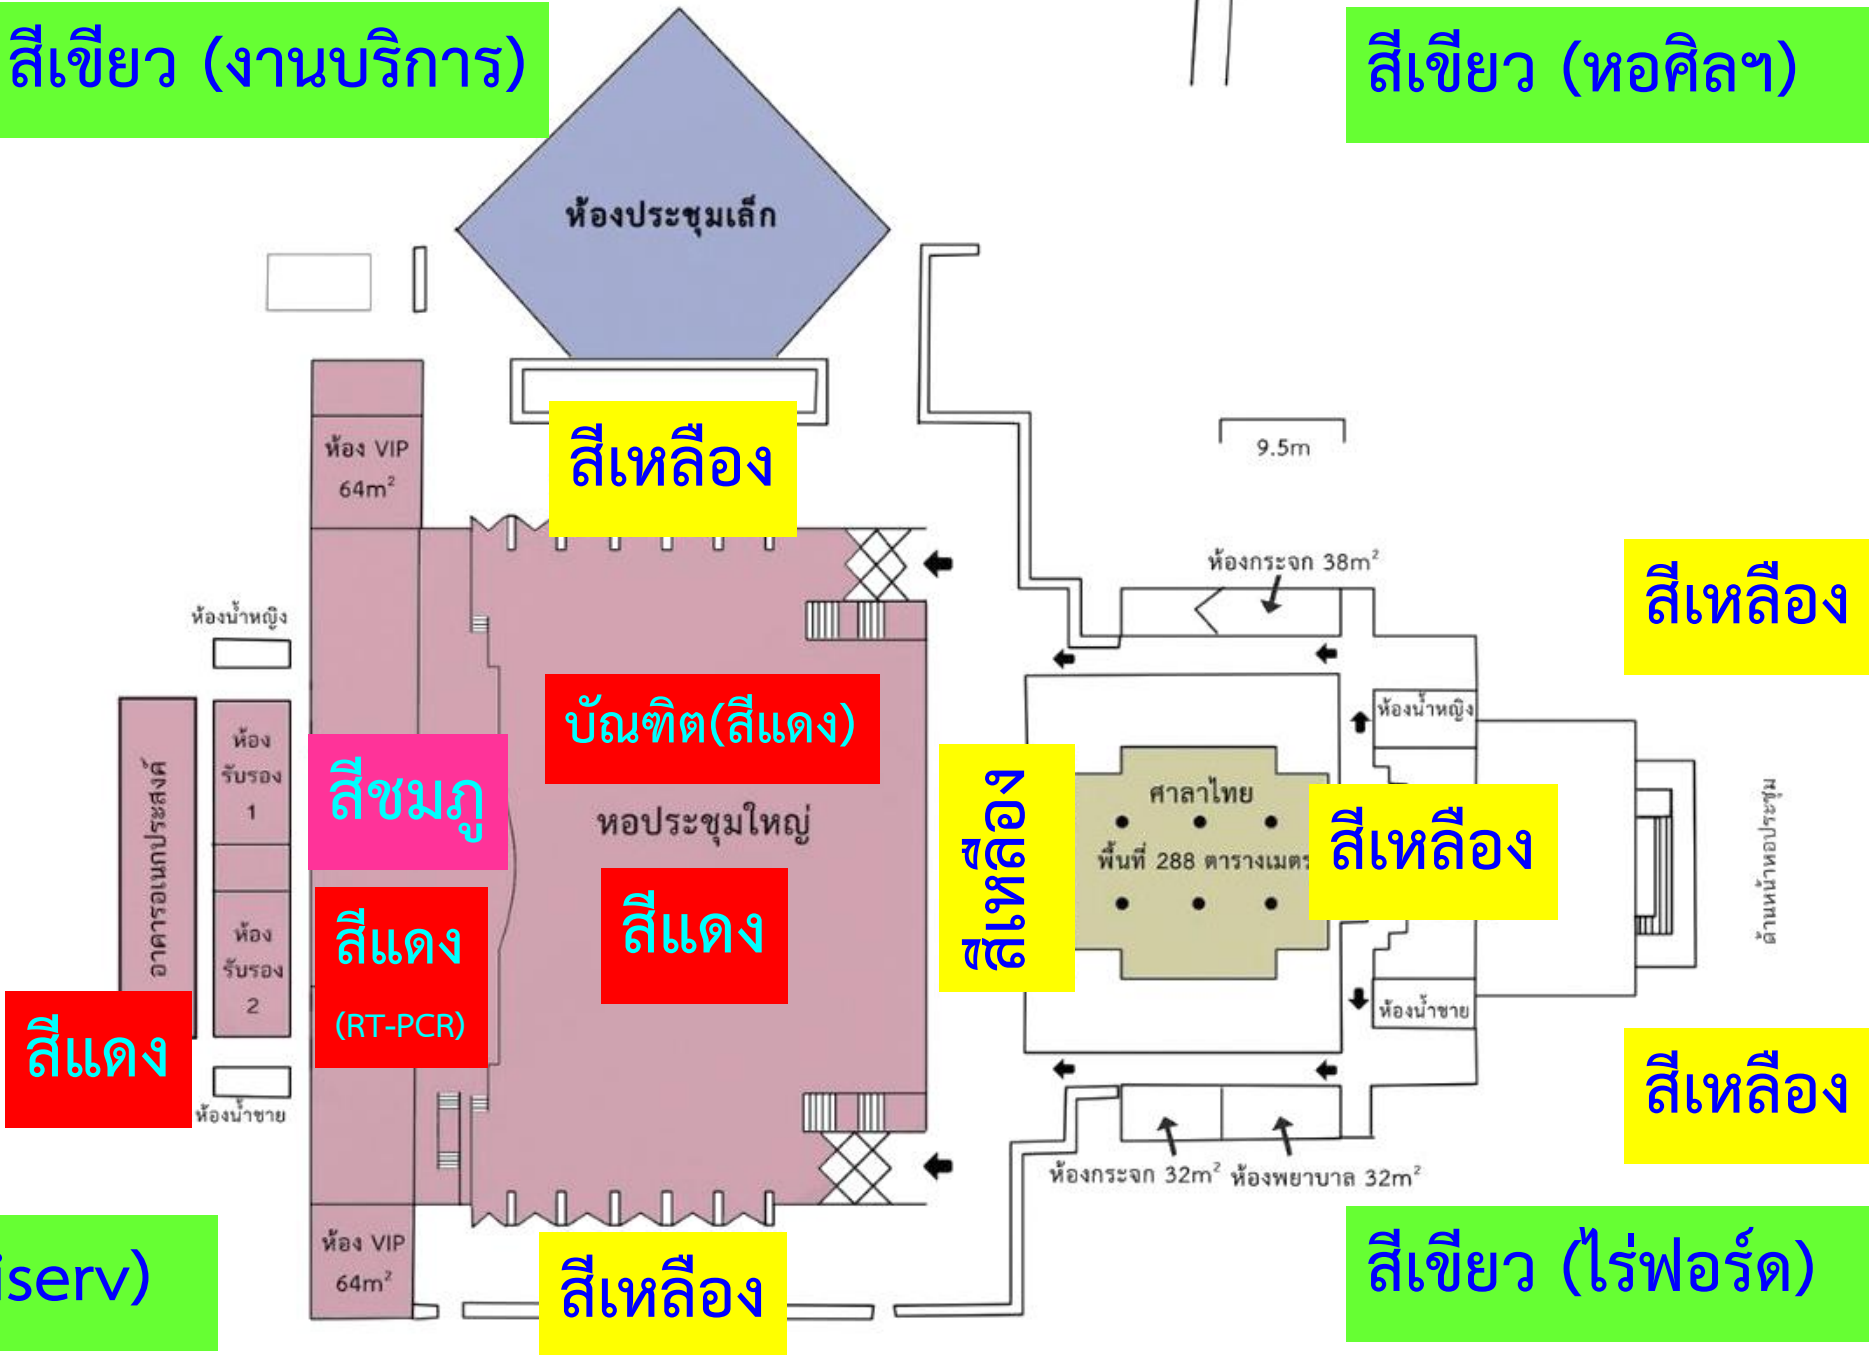 สีเขียว (งานบริการ)
สีเขียว (หอศิลฯ)
ห้องประชุมเล็ก
ห้อง VIP
64m²
สีเหลือง
9.5m
ห้องกระจก 38m²
สีเหลือง
ห้องน้ำหญิง
อาคารอเนกประสงค์
ห้อง
รับรอง
1
ห้อง
รับรอง
2
สีชมภู
สีแดง
(RT-PCR)
บัณฑิต(สีแดง)
หอประชุมใหญ่
สีแดง
สีเหลือง
ศาลาไทย
พื้นที่ 288 ตารางเมตร
สีเหลือง
ห้องน้ำหญิง
ห้องน้ำชาย
ด้านหน้าหอประชุม
สีแดง
ห้องน้ำชาย
สีเหลือง
ห้องกระจก 32m² ห้องพยาบาล 32m²
ห้อง VIP
64m²
iserv)
สีเหลือง
สีเขียว (ไร่ฟอร์ด)